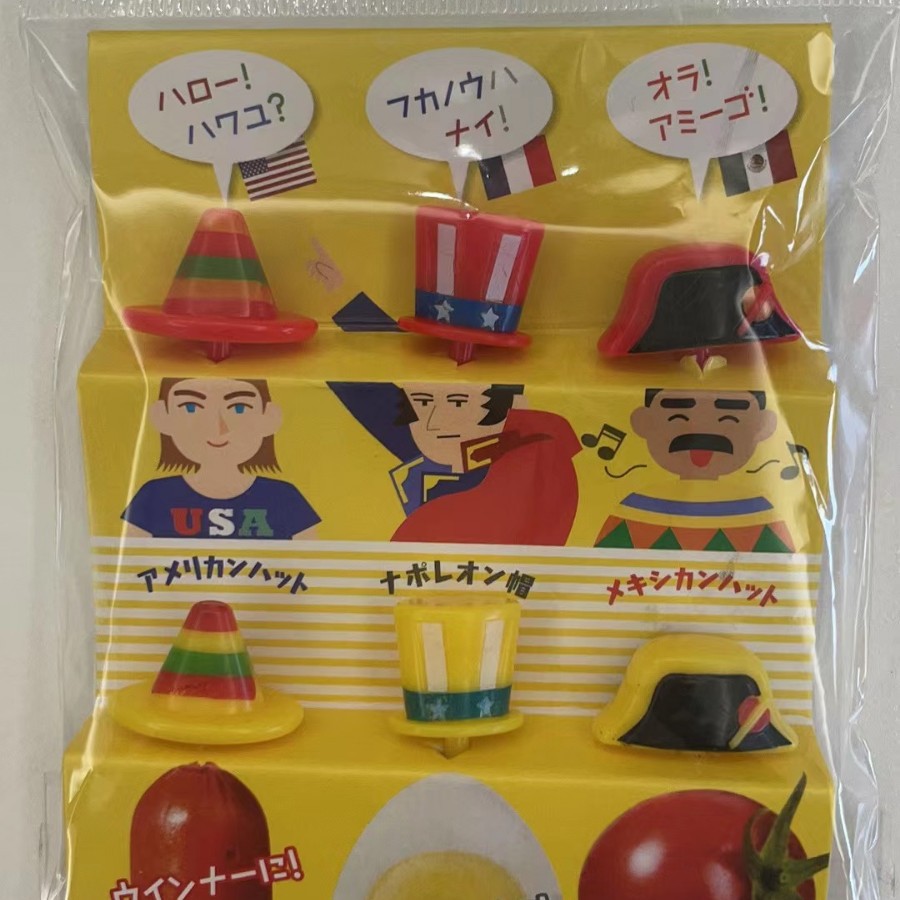 ハロー!
ハワユ?
フカノウハ
ナイ!
オラ!
アミーゴ!
USA
アメリカンハット
ナポレオン帽
メキシカンハット
ウインナーに!